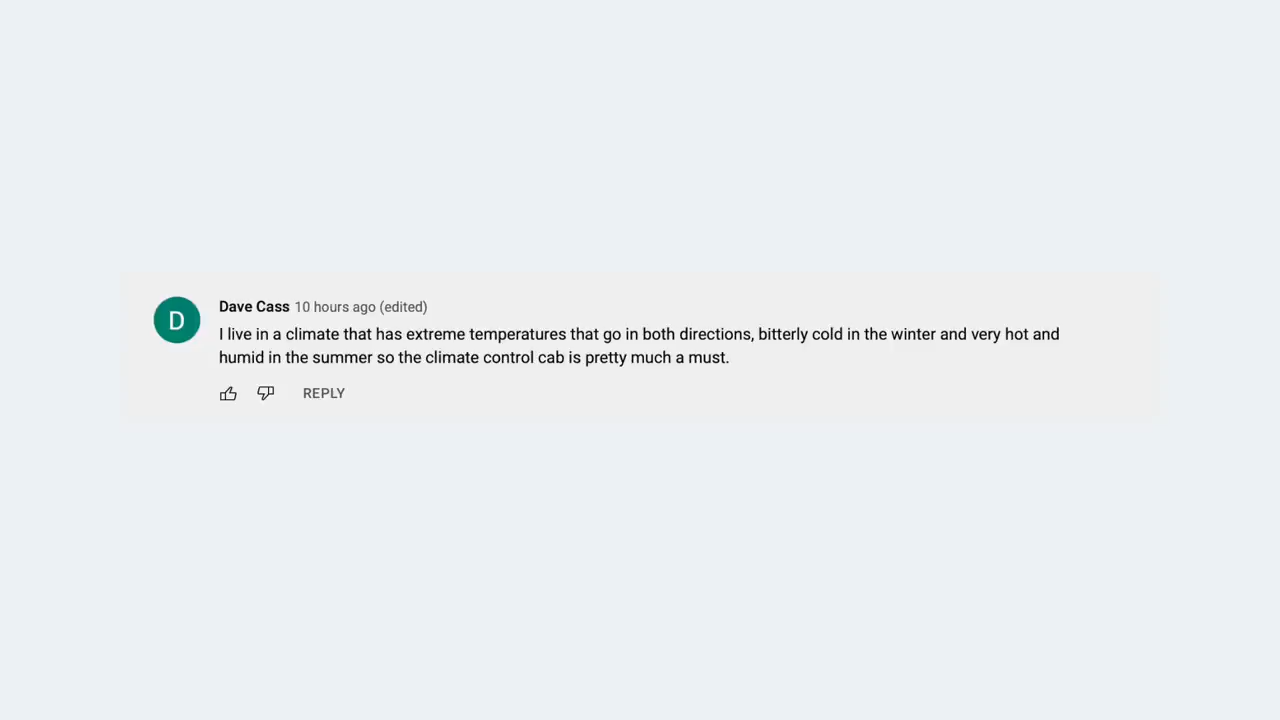 D
Dave Cass 10 hours ago (edited)
I live in a climate that has extreme temperatures that go in both directions, bitterly cold in the winter and very hot and
humid in the summer so the climate control cab is pretty much a must.
REPLY